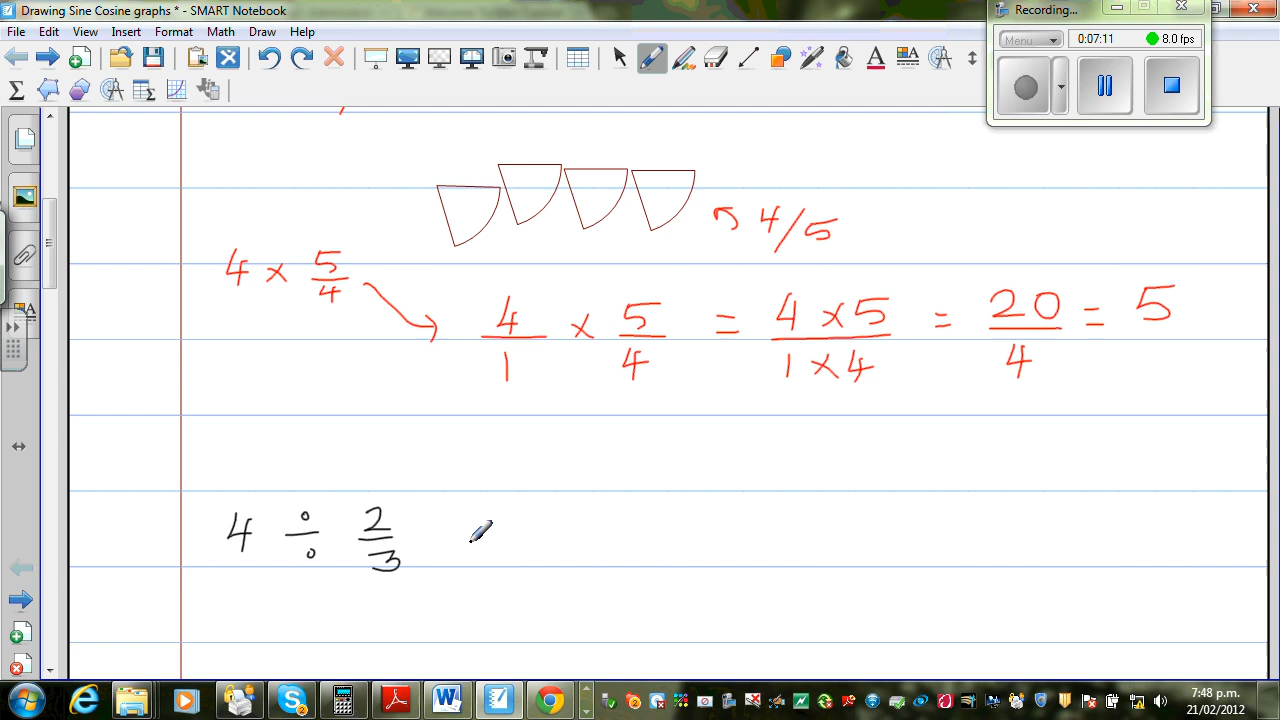 Drawing Sine Cosine graphs * - SMART Notebook
Recording...
File Edit View Insert Format Math Draw Help
Menu 0:07:11 8.0 fps
4/5
4 × 5/4
4/1 × 5/4 = 4 × 5/1 × 4 = 20/4 = 5
4 ÷ 2/3
7:48 p.m.
21/02/2012